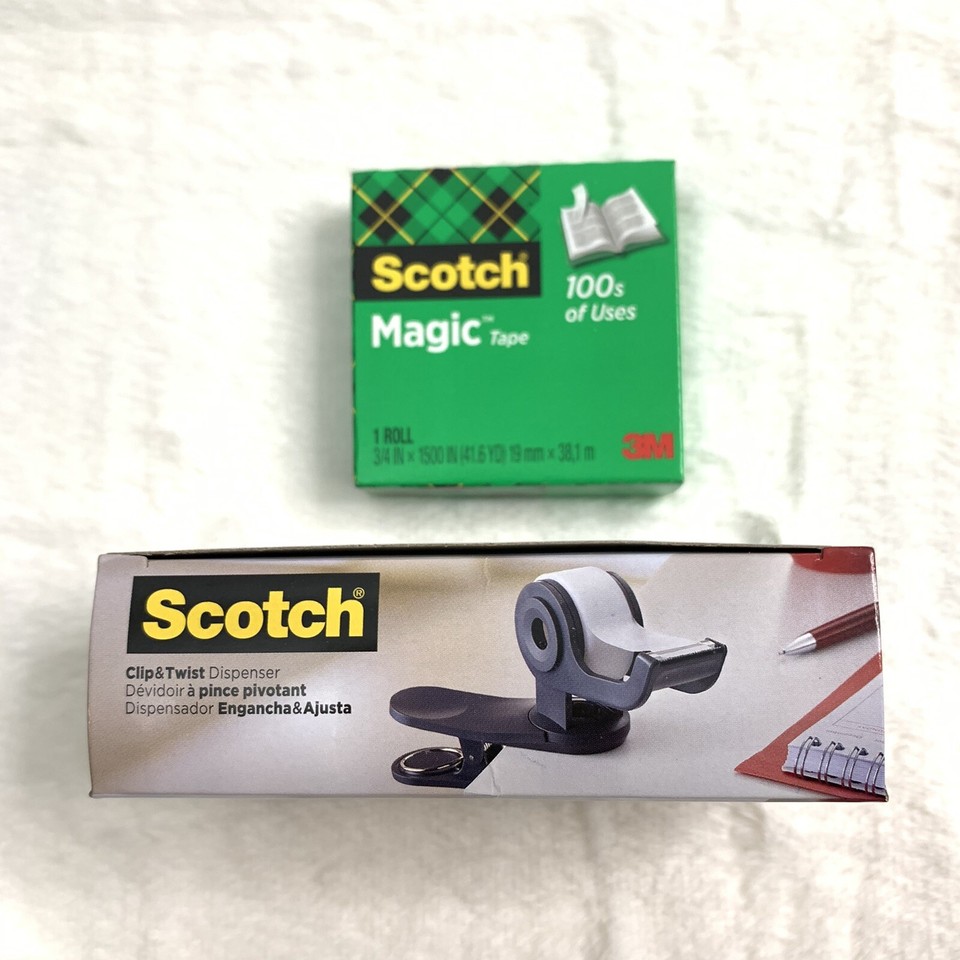 Scotch®
Magic™ Tape
100s
of Uses
1 ROLL
3/4 IN × 1500 IN (41.6 YD) 19 mm × 38,1 m
3M
Scotch®
Clip&Twist Dispenser
Dévidoir à pince pivotant
Dispensador Engancha&Ajusta